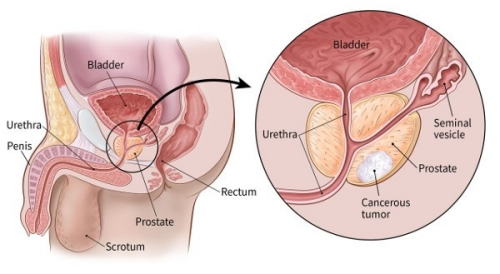 Bladder
Urethra
Penis
Rectum
Prostate
Scrotum
Bladder
Urethra
Seminal
vesicle
Prostate
Cancerous
tumor